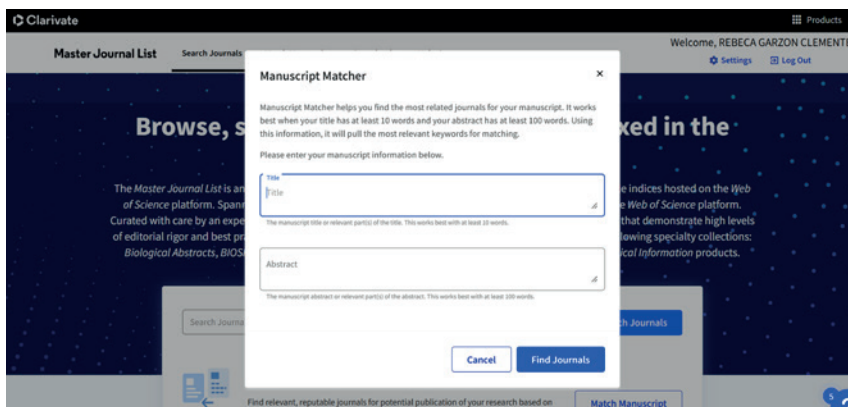 Clarivate
Products
Master Journal List
Search Journals
Welcome, REBECA GARZON CLEMENTE
Settings
Log Out
Manuscript Matcher
×
Manuscript Matcher helps you find the most related journals for your manuscript. It works
best when your title has at least 10 words and your abstract has at least 100 words. Using
this information, it will pull the most relevant keywords for matching.
Please enter your manuscript information below.
Title
Title
The manuscript title or relevant part(s) of the title. This works best with at least 10 words.
Abstract
The manuscript abstract or relevant part(s) of the abstract. This works best with at least 100 words.
Cancel
Find Journals
Browse, s
xed in the
The Master Journal List is an
e indices hosted on the Web
of Science platform. Spann
e Web of Science platform.
Curated with care by an expe
that demonstrate high levels
of editorial rigor and best pr
lowing specialty collections:
Biological Abstracts, BIOSI
ical Information products.
Search Journa
ch Journals
Find relevant, reputable journals for potential publication of your research based on
Match Manuscript
5